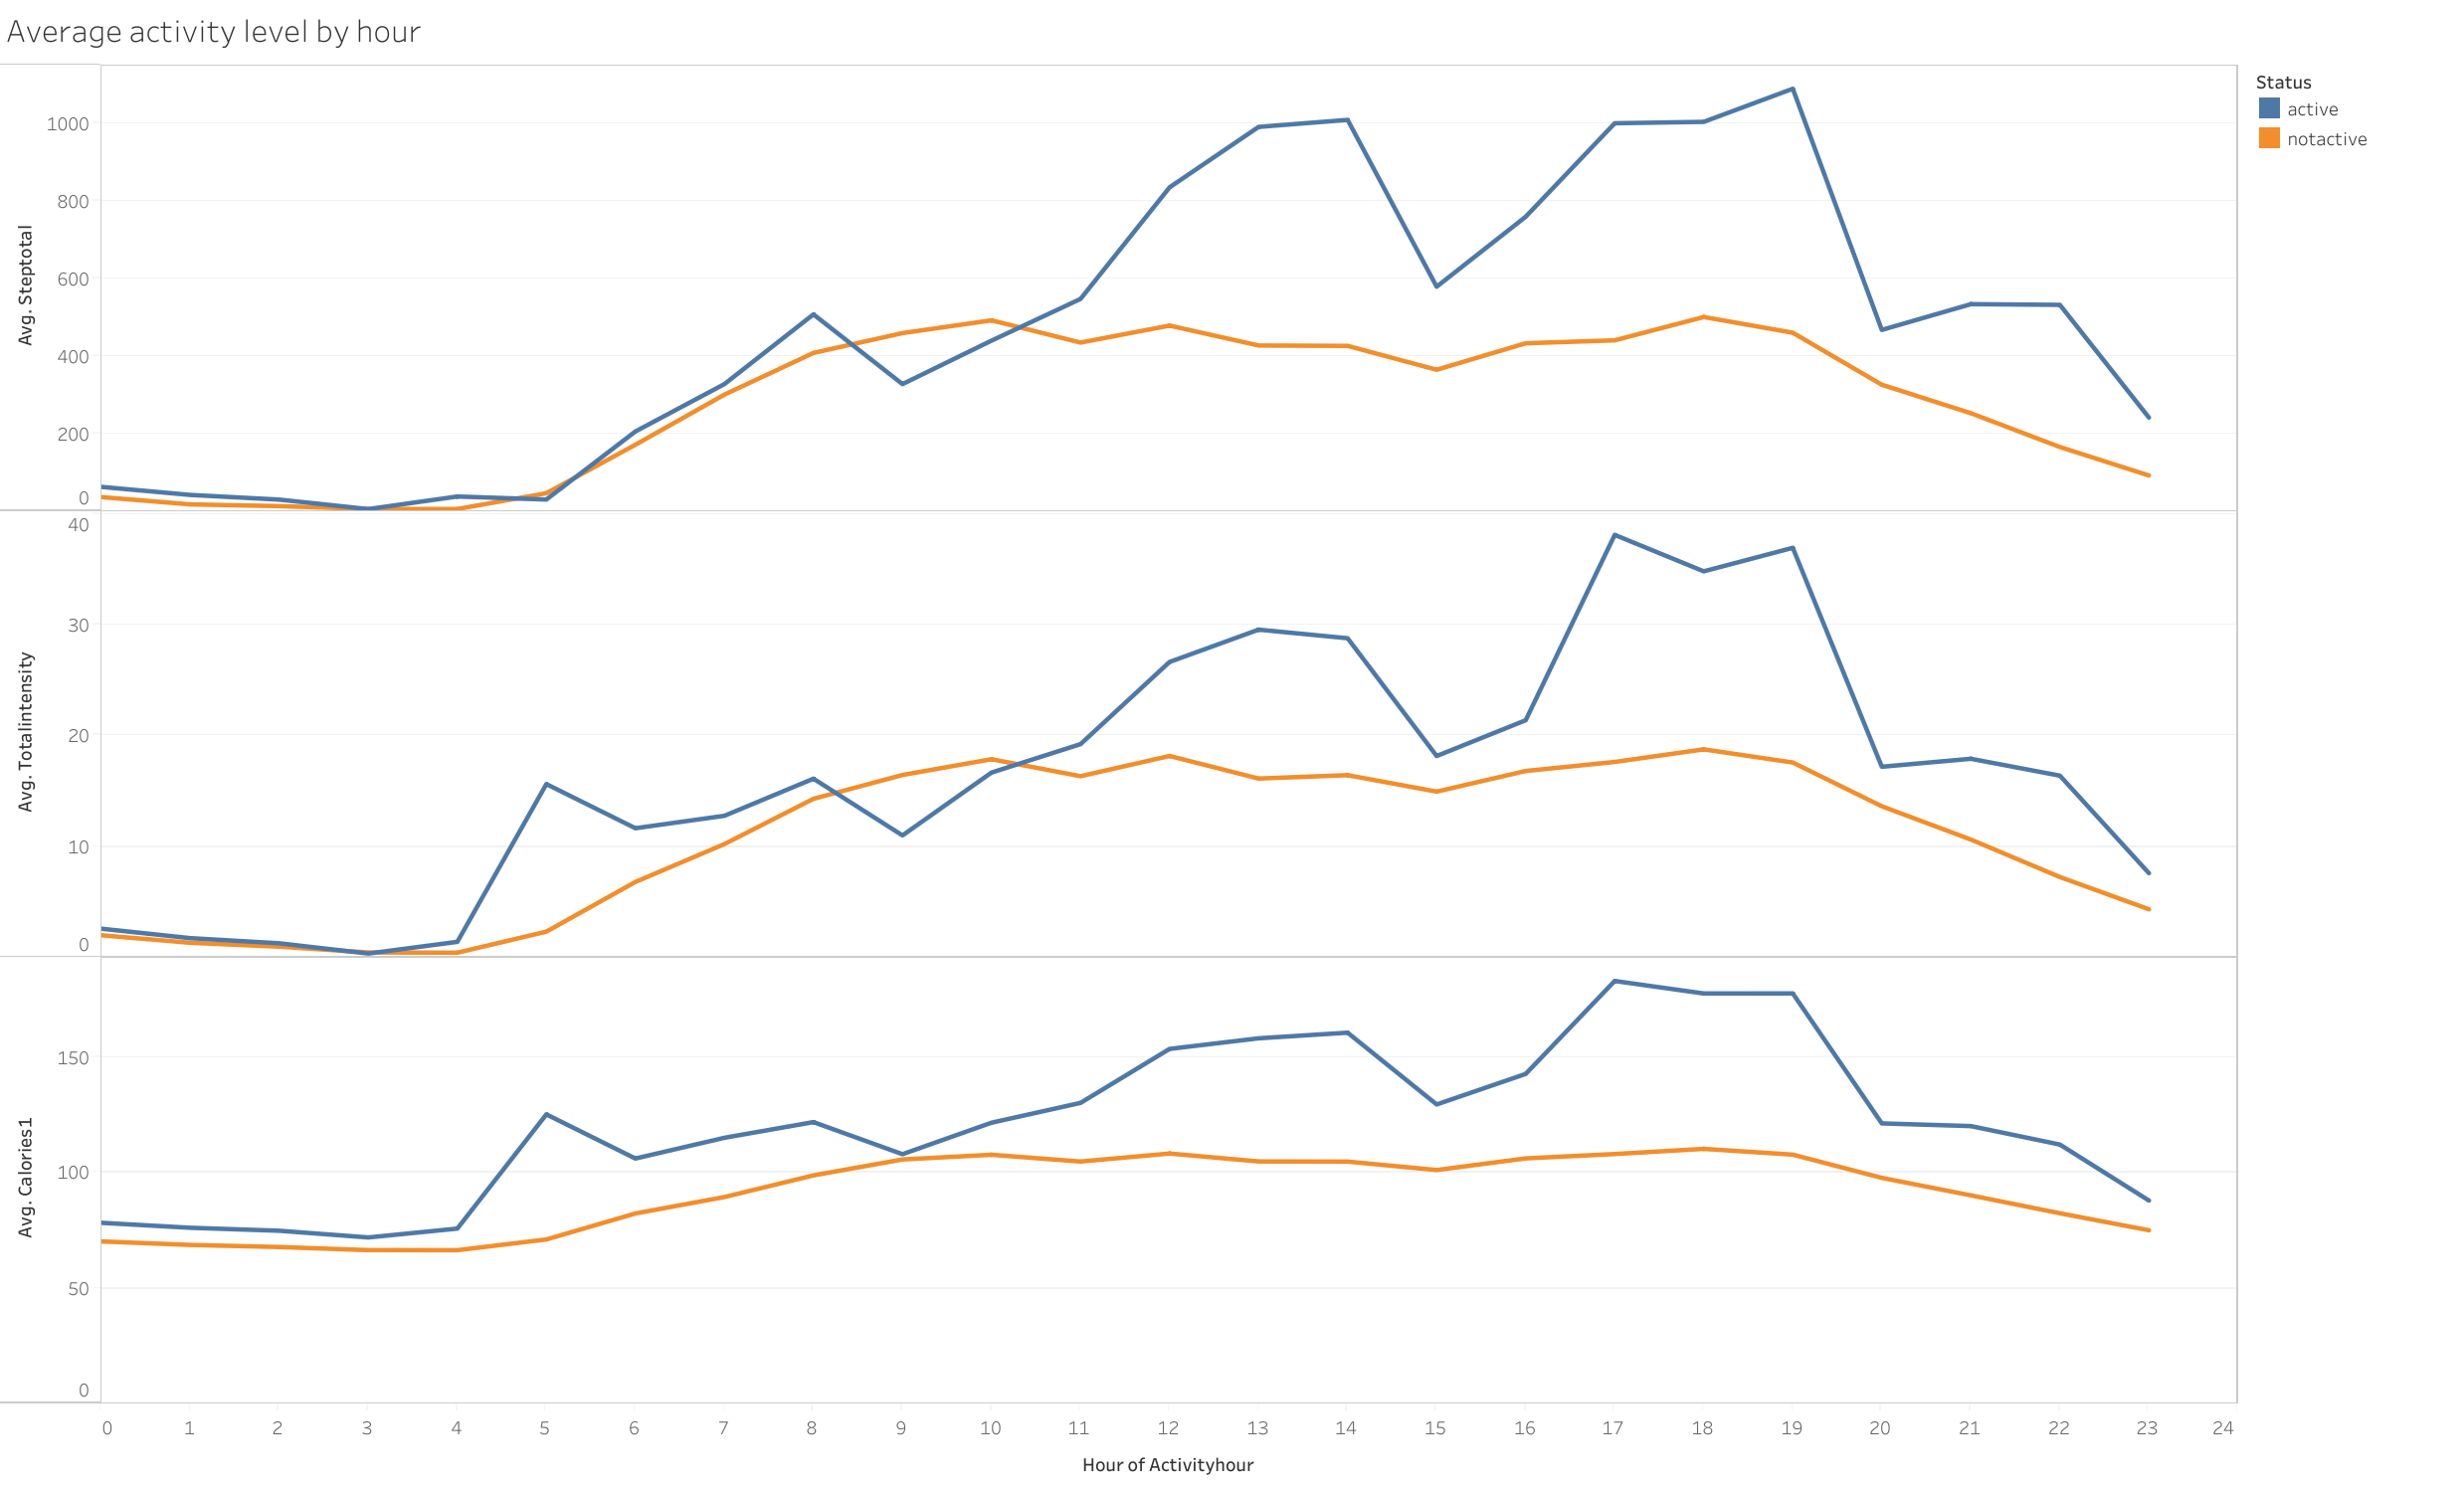 Average activity level by hour
Status
active
notactive
Avg. Steptotal
1000
800
600
400
200
0
Avg. Totalintensity
40
30
20
10
0
Avg. Calories1
150
100
50
0
0 1 2 3 4 5 6 7 8 9 10 11 12 13 14 15 16 17 18 19 20 21 22 23 24
Hour of Activityhour